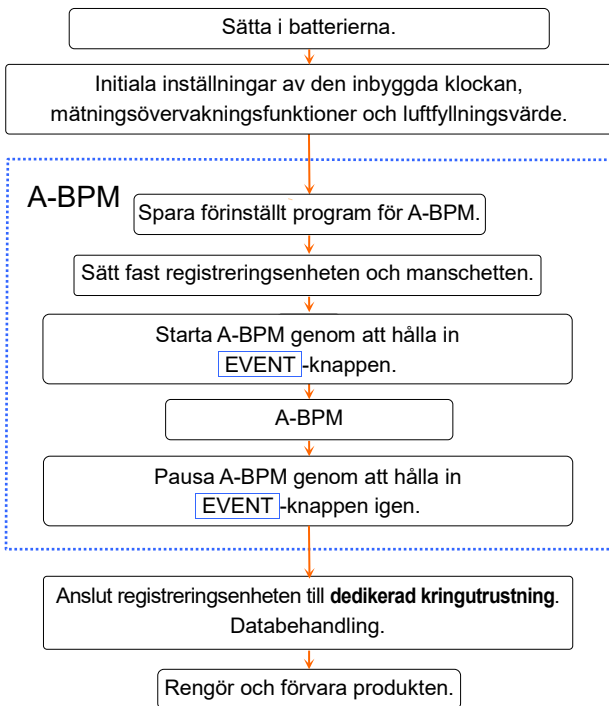 Sätta i batterierna.
Initiala inställningar av den inbyggda klockan,
mätningsövervakningsfunktioner och luftfyllningsvärde.
A-BPM
Spara förinställt program för A-BPM.
Sätt fast registreringsenheten och manschetten.
Starta A-BPM genom att hålla in
EVENT -knappen.
A-BPM
Pausa A-BPM genom att hålla in
EVENT -knappen igen.
Anslut registreringsenheten till dedikerad kringutrustning.
Databehandling.
Rengör och förvara produkten.